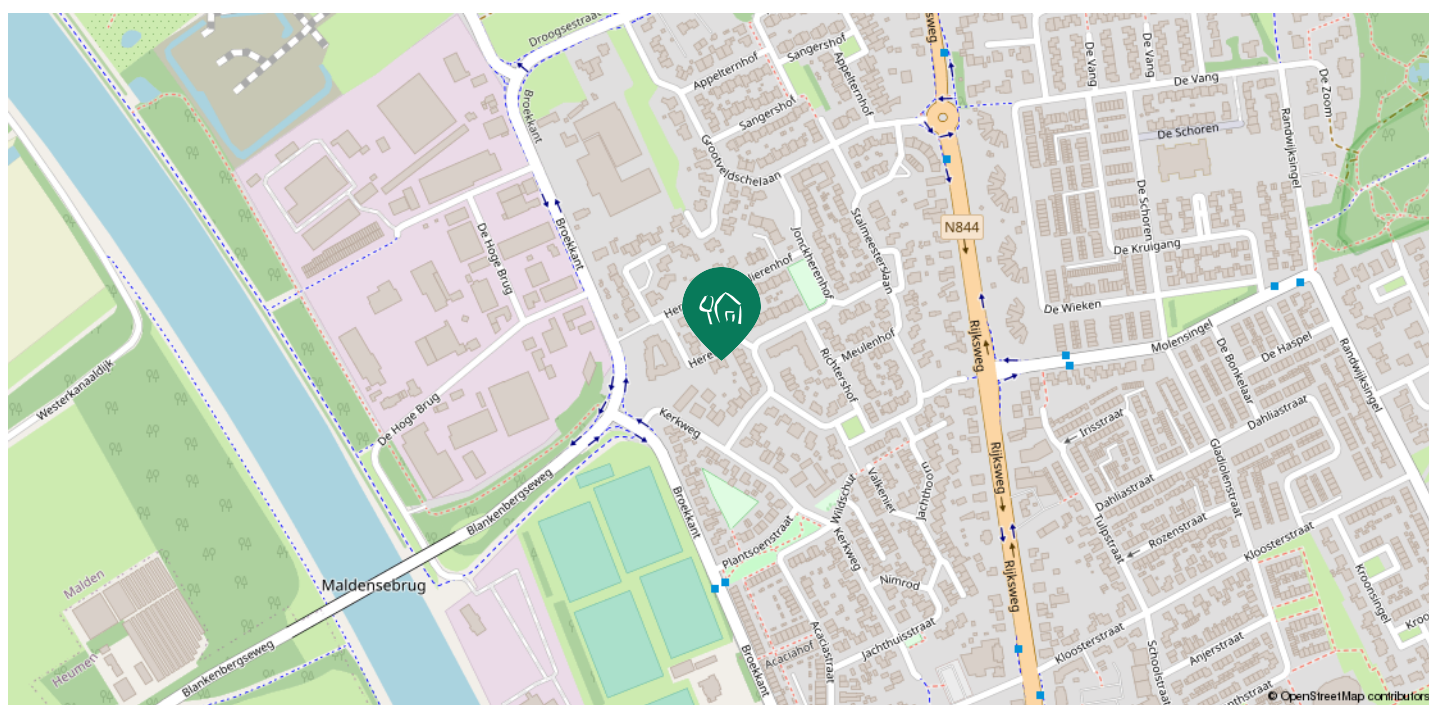 Droogsestraat
Broekkant
Appelternhof
Sangershof
Appelternhof
Sangershof
Grootveldschelaan
Rijksweg
De Vang
De Vang
De Vang
De Zoom
De Schoren
Randwijksingel
De Schoren
De Kruigang
De Wieken
Molensingel
N844
Stalmeesterslaan
Jonckherenhof
De Hoge Brug
Broekkant
Meulenhof
Richtershof
Rijksweg
De Bonkelaar
De Haspel
Randwijksingel
Westerkanaaldijk
De Hoge Brug
Kerkweg
Irisstraat
Dahliastraat
Gladiolenstraat
Dahliastraat
Rijksweg
Blankenbergseweg
Broekkant
Wildschut
Valkenier
Jachthoorn
Tulpstraat
Rozenstraat
Kloosterstraat
Plantsoenstraat
Kerkweg
Nimrod
Rijksweg
Kroonsingel
Malden
Maldensebrug
Heumen
Blankenbergseweg
Acaciastraat
Acaciahof
Jachthuisstraat
Kloosterstraat
Schoolstraat
Anjerstraat
Broekkant
© OpenStreetMap contributors